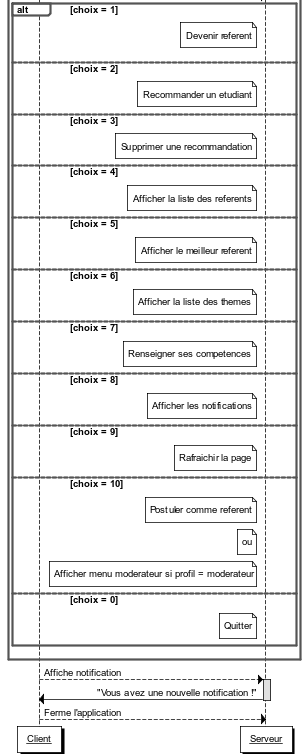 alt [choix = 1]
Devenir referent
[choix = 2]
Recommander un etudiant
[choix = 3]
Supprimer une recommandation
[choix = 4]
Afficher la liste des referents
[choix = 5]
Afficher le meilleur referent
[choix = 6]
Afficher la liste des themes
[choix = 7]
Renseigner ses competences
[choix = 8]
Afficher les notifications
[choix = 9]
Rafraichir la page
[choix = 10]
Postuler comme referent
ou
Afficher menu moderateur si profil = moderateur
[choix = 0]
Quitter
Affiche notification
"Vous avez une nouvelle notification !"
Ferme l'application
Client Serveur